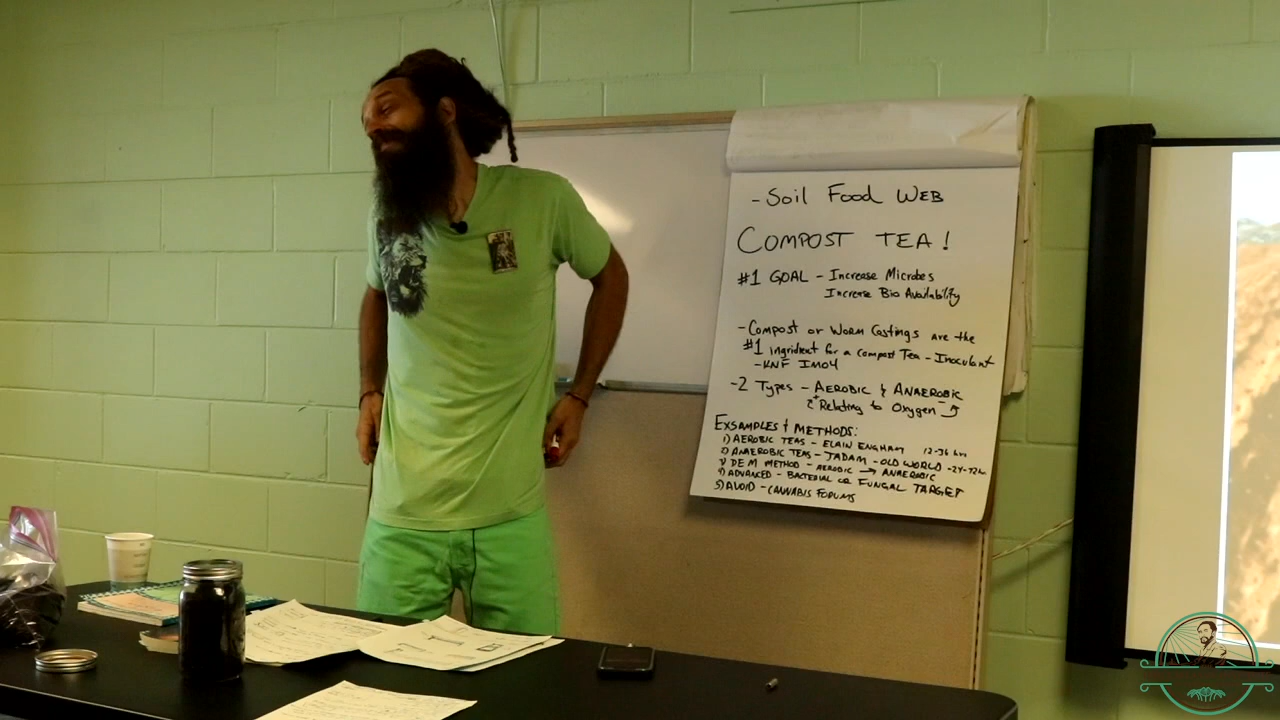 - Soil Food WEB
COMPOST TEA!
#1 GOAL - Increase Microbes
Increase Bio Availability
- Compost or Worm Castings are the
#1 ingridient for a compost Tea - Inoculant
- KNF IMO4
- 2 Types - AEROBIC & ANAEROBIC
+ Relating to Oxygen -
EXSAMPLES + METHODS:
1) AEROBIC TEAS - ELAIN ENGHAM 12-36 hrs
2) ANAEROBIC TEAS - JADAM - OLD WORLD - 24-72hr
3) DEM METHOD - AEROBIC → ANAEROBIC
4) ADVANCED - BACTERIAL OR FUNGAL TARGET
5) AVOID - CANNABIS FORUMS